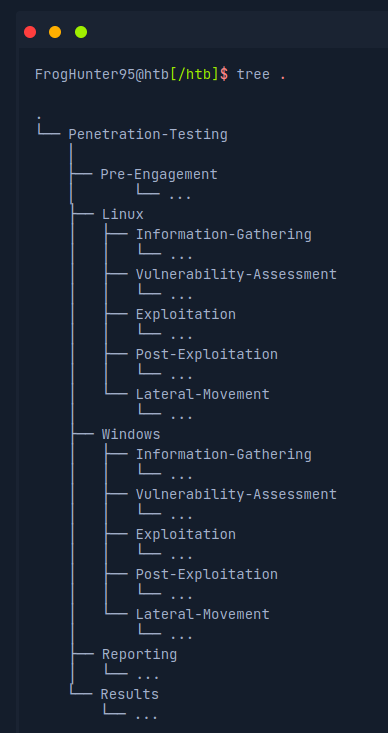 FrogHunter95@htb[/htb]$ tree .
.
└── Penetration-Testing
    │
    ├── Pre-Engagement
    │       └── ...
    ├── Linux
    │   ├── Information-Gathering
    │   │   └── ...
    │   ├── Vulnerability-Assessment
    │   │   └── ...
    │   ├── Exploitation
    │   │   └── ...
    │   ├── Post-Exploitation
    │   │   └── ...
    │   └── Lateral-Movement
    │       └── ...
    ├── Windows
    │   ├── Information-Gathering
    │   │   └── ...
    │   ├── Vulnerability-Assessment
    │   │   └── ...
    │   ├── Exploitation
    │   │   └── ...
    │   ├── Post-Exploitation
    │   │   └── ...
    │   └── Lateral-Movement
    │       └── ...
    ├── Reporting
    │   └── ...
    └── Results
        └── ...